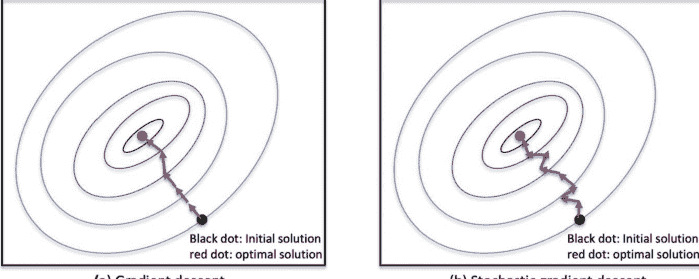 Black dot: Initial solution
red dot: optimal solution
Black dot: Initial solution
red dot: optimal solution
(a) Gradient descent
(b) Stochastic gradient descent